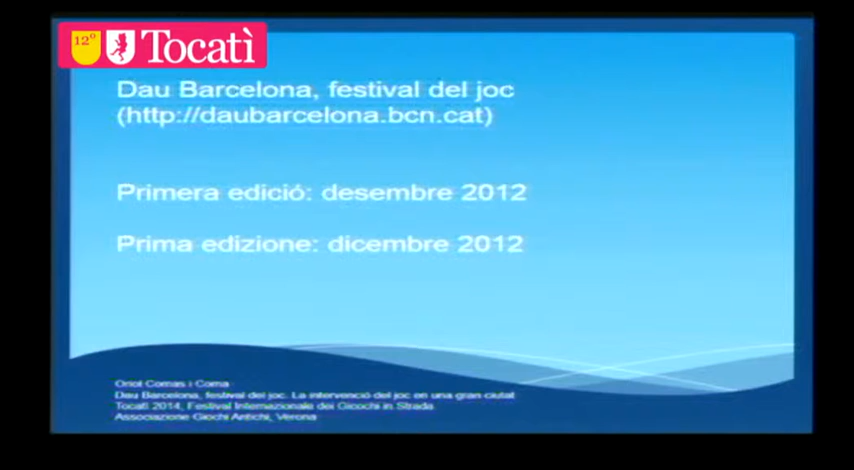 12º Tocatì
Dau Barcelona, festival del joc
(http://daubarcelona.bcn.cat)
Primera edició: desembre 2012
Prima edizione: dicembre 2012
Oriol Comas i Coma
Dau Barcelona, festival del joc. La intervenció del joc en una gran ciutat
Tocatì 2014, Festival Internazionale dei Giochi in Strada
Associazione Giochi Antichi, Verona